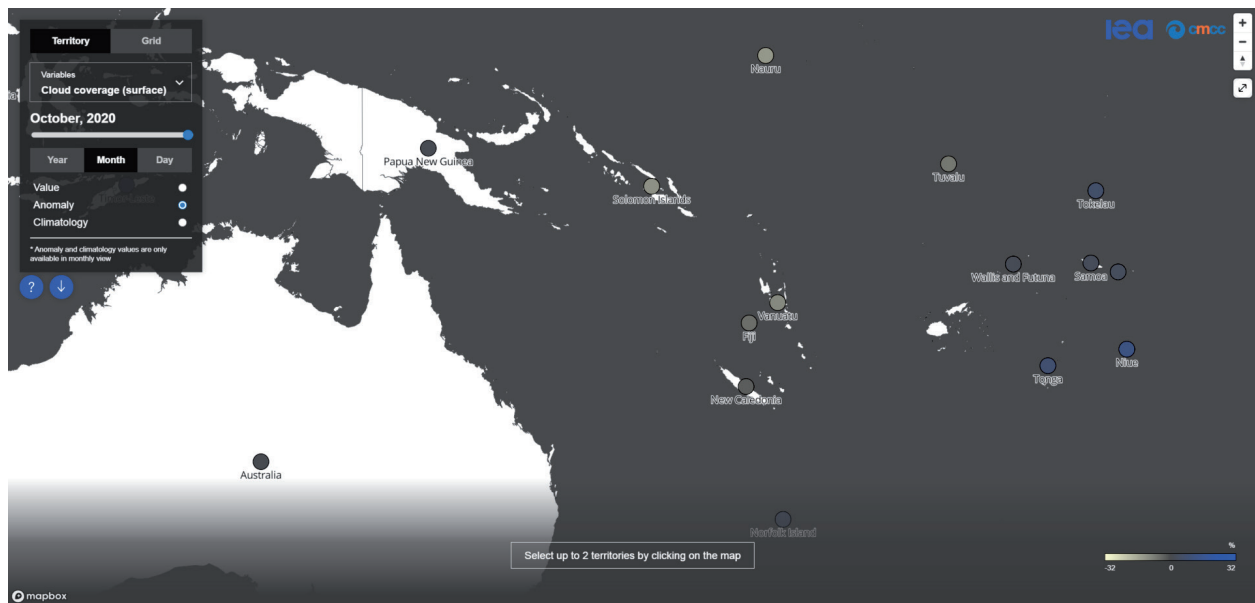 Territory Grid
Variables
Cloud coverage (surface)
October, 2020
Year Month Day
Value
Anomaly
Climatology
* Anomaly and climatology values are only
available in monthly view
?
iea cmcc
+
−
Nauru
Papua New Guinea
Solomon Islands
Tuvalu
Tokelau
Wallis and Futuna
Samoa
Vanuatu
Fiji
Niue
Tonga
New Caledonia
Australia
Norfolk Island
Select up to 2 territories by clicking on the map
%
-32 0 32
mapbox